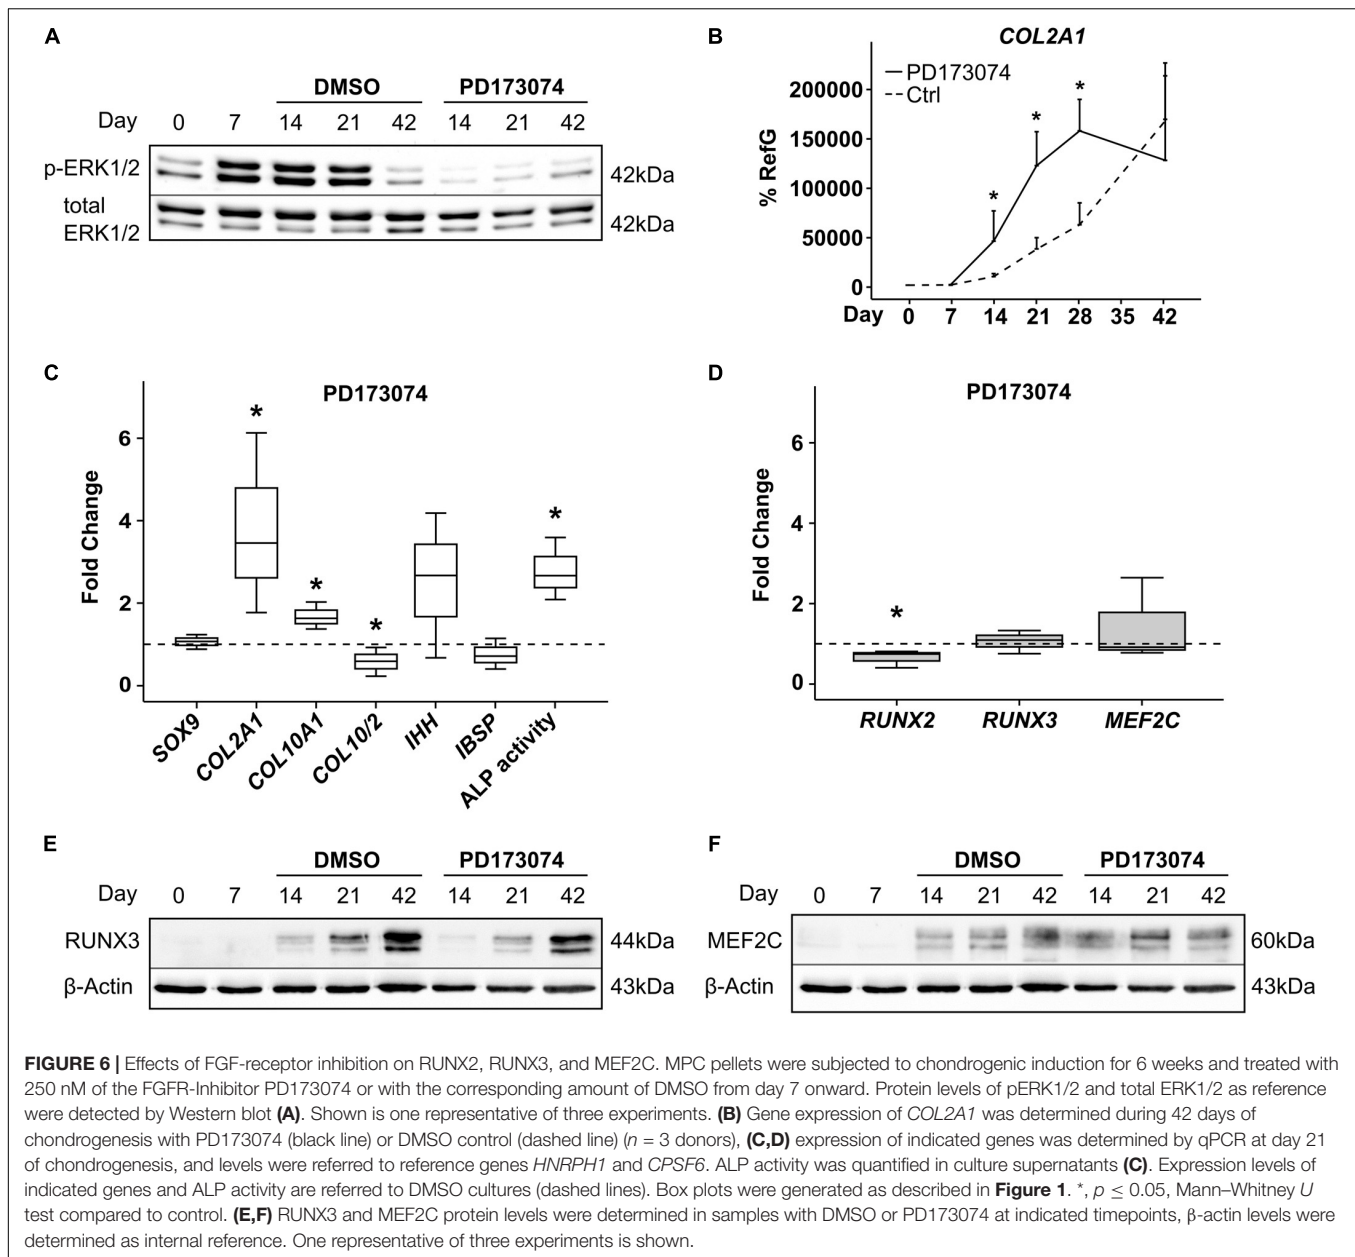 A
DMSO PD173074
Day 0 7 14 21 42 14 21 42
p-ERK1/2 42kDa
total
ERK1/2 42kDa
B
COL2A1
PD173074
Ctrl
% RefG
200000
150000
100000
50000
0
Day 0 7 14 21 28 35 42
* * *
C
PD173074
Fold Change
6
4
2
0
* * * *
SOX9 COL2A1 COL10A1 COL10/2 IHH IBSP ALP activity
D
PD173074
Fold Change
6
4
2
0
*
RUNX2 RUNX3 MEF2C
E
DMSO PD173074
Day 0 7 14 21 42 14 21 42
RUNX3 44kDa
β-Actin 43kDa
F
DMSO PD173074
Day 0 7 14 21 42 14 21 42
MEF2C 60kDa
β-Actin 43kDa
FIGURE 6 | Effects of FGF-receptor inhibition on RUNX2, RUNX3, and MEF2C. MPC pellets were subjected to chondrogenic induction for 6 weeks and treated with
250 nM of the FGFR-Inhibitor PD173074 or with the corresponding amount of DMSO from day 7 onward. Protein levels of pERK1/2 and total ERK1/2 as reference
were detected by Western blot (A). Shown is one representative of three experiments. (B) Gene expression of COL2A1 was determined during 42 days of
chondrogenesis with PD173074 (black line) or DMSO control (dashed line) (n = 3 donors), (C,D) expression of indicated genes was determined by qPCR at day 21
of chondrogenesis, and levels were referred to reference genes HNRPH1 and CPSF6. ALP activity was quantified in culture supernatants (C). Expression levels of
indicated genes and ALP activity are referred to DMSO cultures (dashed lines). Box plots were generated as described in Figure 1. *, p ≤ 0.05, Mann–Whitney U
test compared to control. (E,F) RUNX3 and MEF2C protein levels were determined in samples with DMSO or PD173074 at indicated timepoints, β-actin levels were
determined as internal reference. One representative of three experiments is shown.